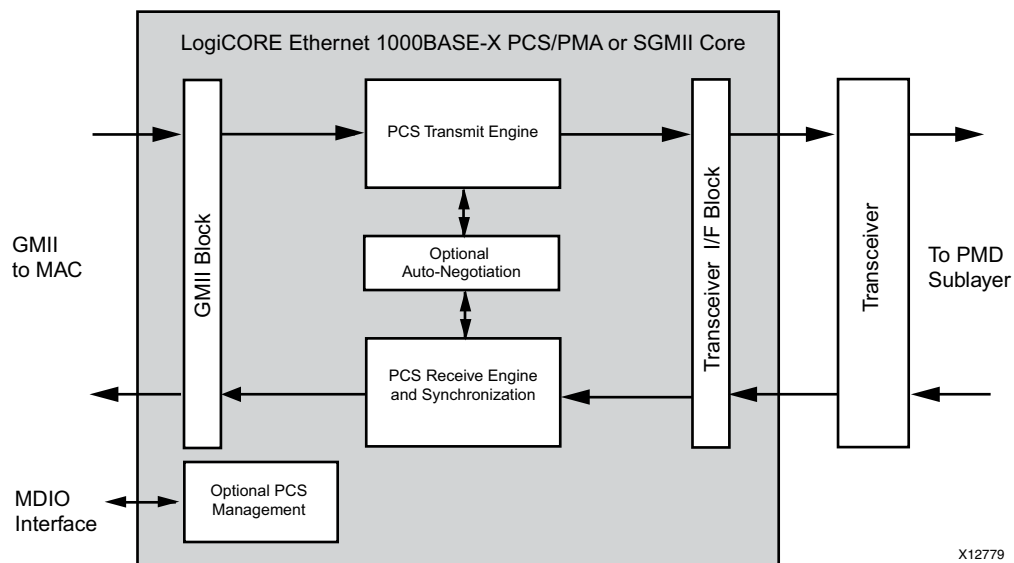 LogiCORE Ethernet 1000BASE-X PCS/PMA or SGMII Core
GMII Block
PCS Transmit Engine
Transceiver I/F Block
Transceiver
GMII
to MAC
Optional
Auto-Negotiation
To PMD
Sublayer
PCS Receive Engine
and Synchronization
MDIO
Interface
Optional PCS
Management
X12779